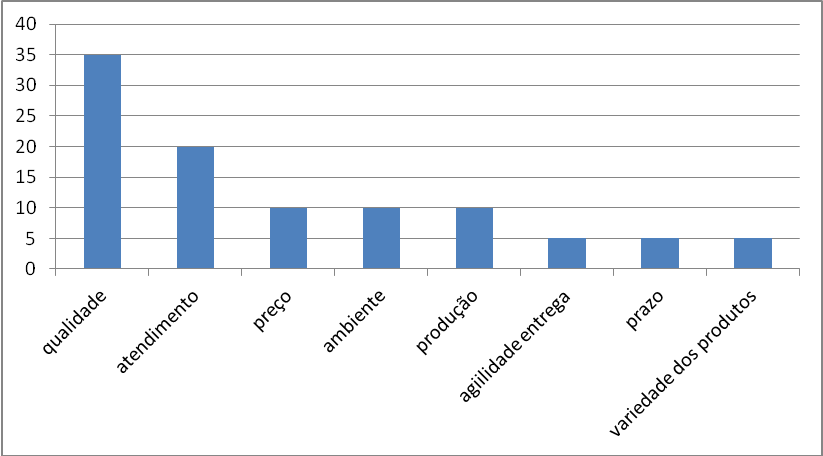 40
35
30
25
20
15
10
5
0
qualidade
atendimento
preço
ambiente
produção
agiilidade entrega
prazo
variedade dos produtos